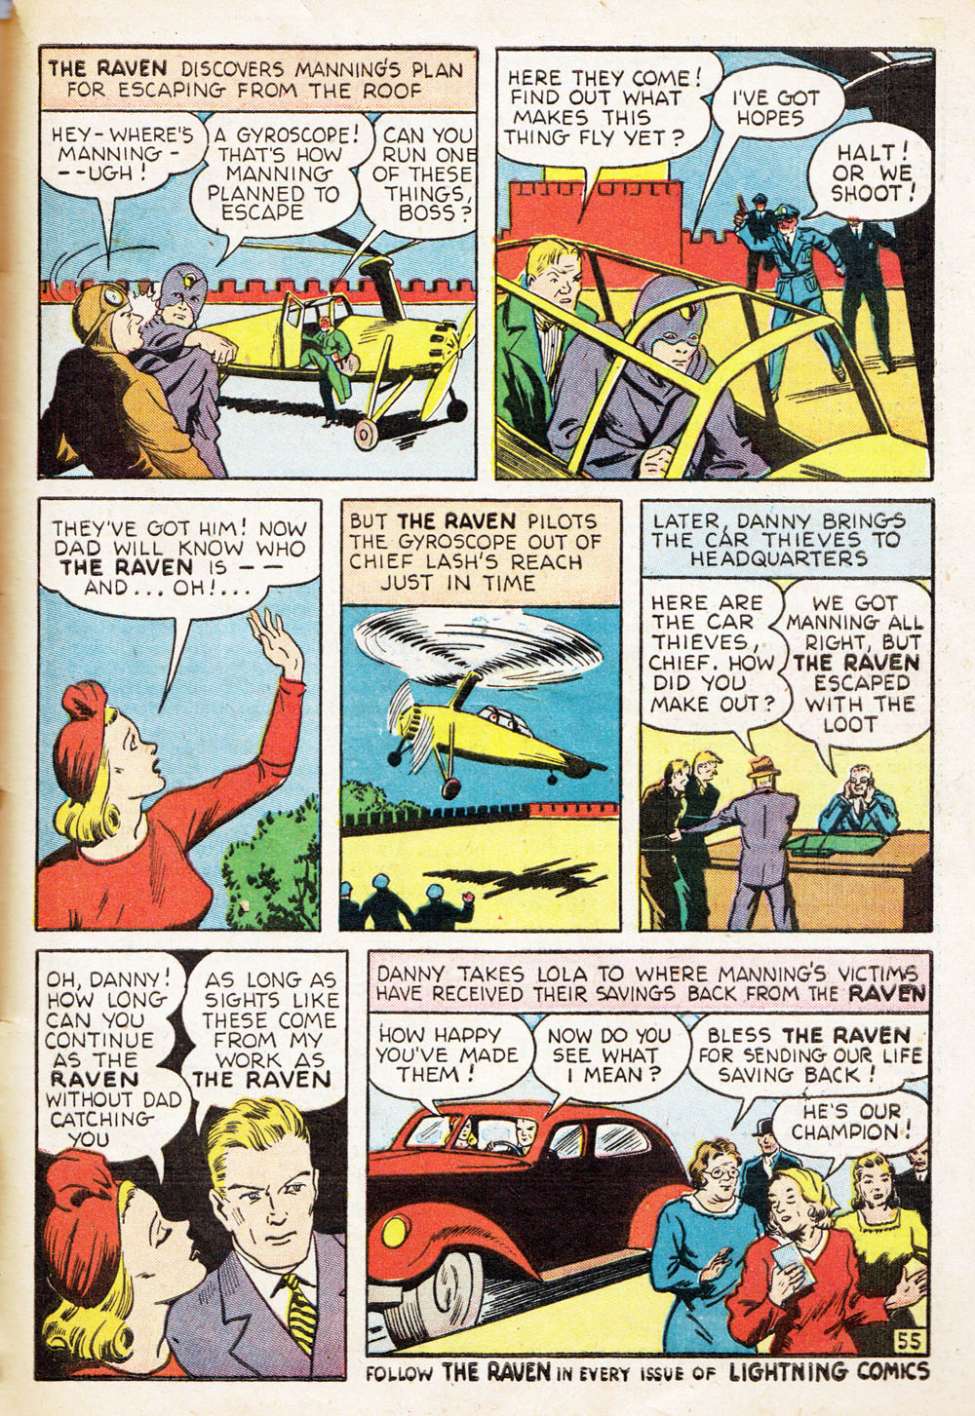 THE RAVEN DISCOVERS MANNING'S PLAN
FOR ESCAPING FROM THE ROOF
HEY-WHERE'S
MANNING-
--UGH!
A GYROSCOPE!
THAT'S HOW
MANNING
PLANNED TO
ESCAPE
CAN YOU
RUN ONE
OF THESE
THINGS,
BOSS?
HERE THEY COME!
FIND OUT WHAT
MAKES THIS
THING FLY YET?
I'VE GOT
HOPES
HALT!
OR WE
SHOOT!
THEY'VE GOT HIM! NOW
DAD WILL KNOW WHO
THE RAVEN IS --
AND... OH!...
BUT THE RAVEN PILOTS
THE GYROSCOPE OUT OF
CHIEF LASH'S REACH
JUST IN TIME
LATER, DANNY BRINGS
THE CAR THIEVES TO
HEADQUARTERS
HERE ARE
THE CAR
THIEVES,
CHIEF. HOW
DID YOU
MAKE OUT?
WE GOT
MANNING ALL
RIGHT, BUT
THE RAVEN
ESCAPED
WITH THE
LOOT
OH, DANNY!
HOW LONG
CAN YOU
CONTINUE
AS THE
RAVEN
WITHOUT DAD
CATCHING
YOU
AS LONG AS
SIGHTS LIKE
THESE COME
FROM MY
WORK AS
THE RAVEN
DANNY TAKES LOLA TO WHERE MANNING'S VICTIMS
HAVE RECEIVED THEIR SAVINGS BACK FROM THE RAVEN
HOW HAPPY
YOU'VE MADE
THEM!
NOW DO YOU
SEE WHAT
I MEAN?
BLESS THE RAVEN
FOR SENDING OUR LIFE
SAVING BACK!
HE'S OUR
CHAMPION!
55
FOLLOW THE RAVEN IN EVERY ISSUE OF LIGHTNING COMICS